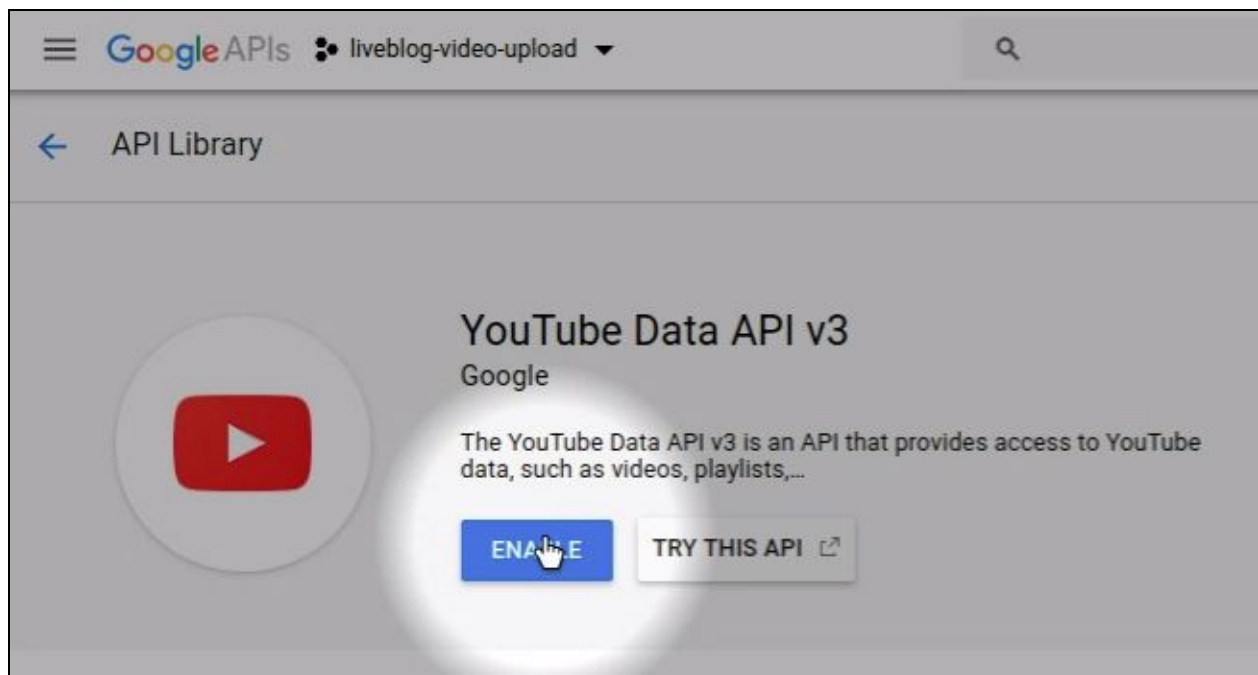 Google APIs liveblog-video-upload
API Library
YouTube Data API v3
Google
The YouTube Data API v3 is an API that provides access to YouTube
data, such as videos, playlists,...
ENABLE TRY THIS API